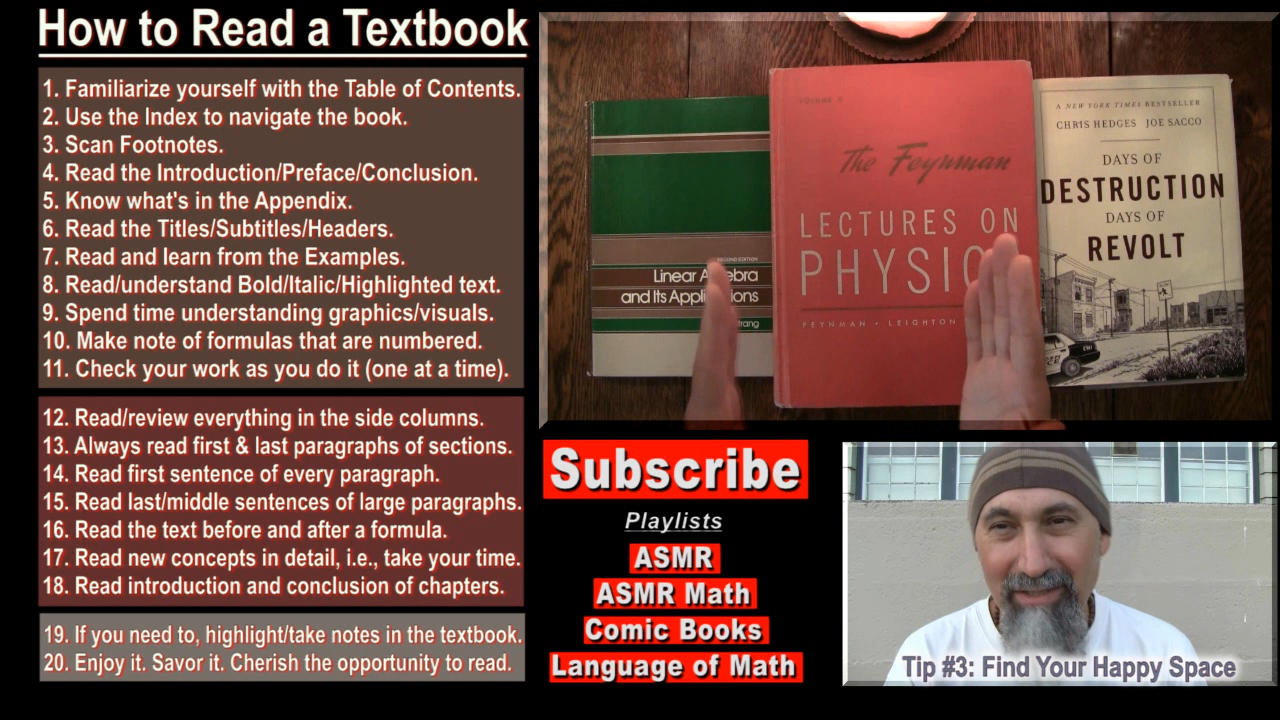 How to Read a Textbook
1. Familiarize yourself with the Table of Contents.
2. Use the Index to navigate the book.
3. Scan Footnotes.
4. Read the Introduction/Preface/Conclusion.
5. Know what's in the Appendix.
6. Read the Titles/Subtitles/Headers.
7. Read and learn from the Examples.
8. Read/understand Bold/Italic/Highlighted text.
9. Spend time understanding graphics/visuals.
10. Make note of formulas that are numbered.
11. Check your work as you do it (one at a time).
12. Read/review everything in the side columns.
13. Always read first & last paragraphs of sections.
14. Read first sentence of every paragraph.
15. Read last/middle sentences of large paragraphs.
16. Read the text before and after a formula.
17. Read new concepts in detail, i.e., take your time.
18. Read introduction and conclusion of chapters.
19. If you need to, highlight/take notes in the textbook.
20. Enjoy it. Savor it. Cherish the opportunity to read.
SECOND EDITION
Linear
and Its
The Feynman
LECTURES ON
FEYNMAN • LEIGHTON
A NEW YORK TIMES BESTSELLER
CHRIS HEDGES JOE SACCO
DAYS OF
DESTRUCTION
DAYS OF
REVOLT
Subscribe
Playlists
ASMR
ASMR Math
Comic Books
Language of Math
Tip #3: Find Your Happy Space